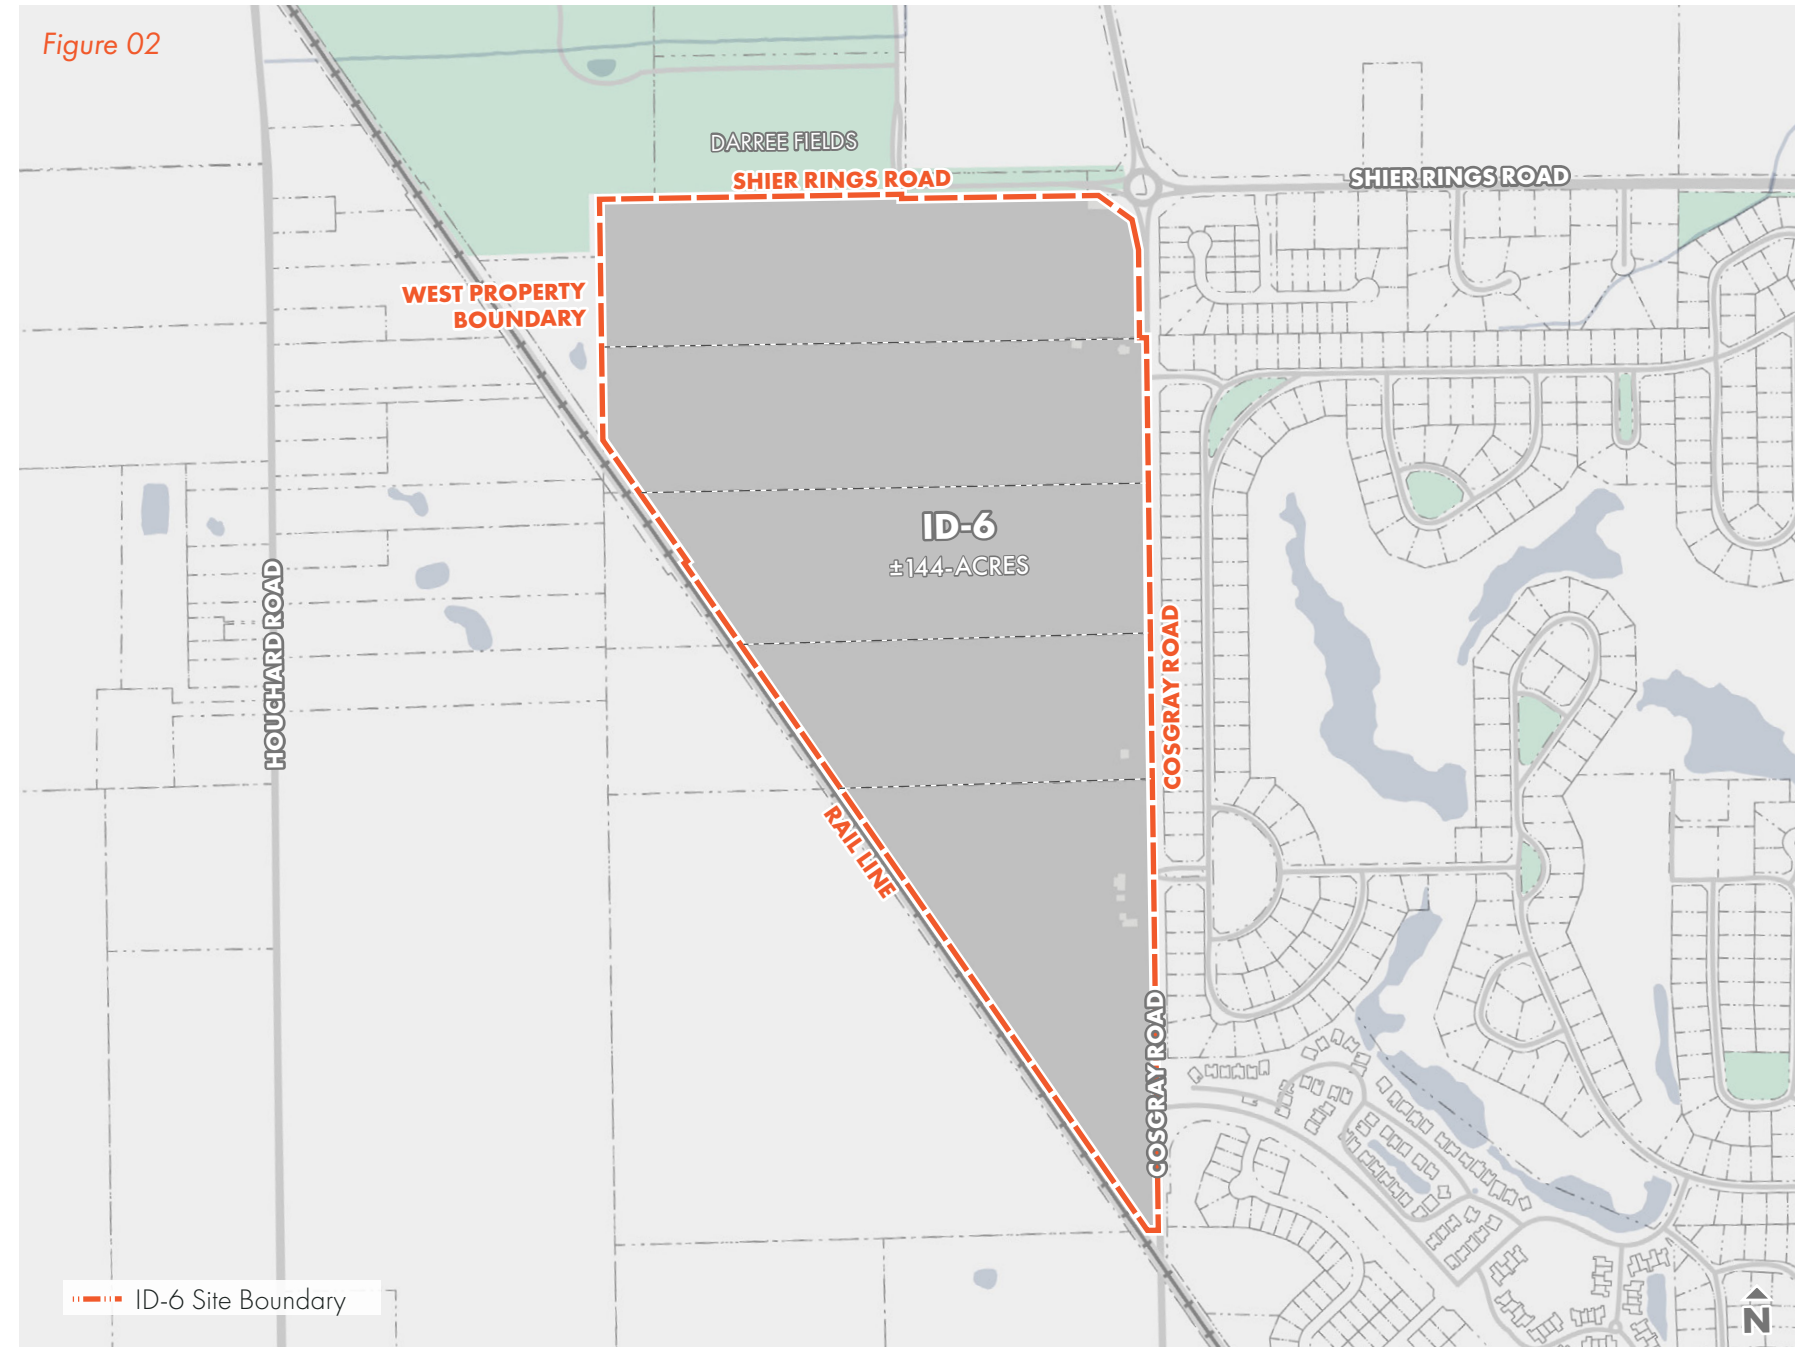 Figure 02
DARREE FIELDS
SHIER RINGS ROAD
SHIER RINGS ROAD
WEST PROPERTY
BOUNDARY
ID-6
±144-ACRES
HOUCHARD ROAD
COSGRAY ROAD
RAIL LINE
COSGRAY ROAD
ID-6 Site Boundary
N